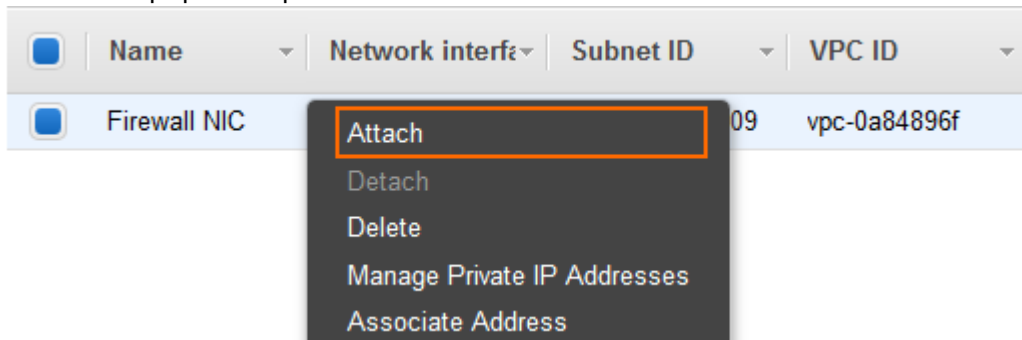 Name Network interfa Subnet ID VPC ID
Firewall NIC 09 vpc-0a84896f
Attach
Detach
Delete
Manage Private IP Addresses
Associate Address